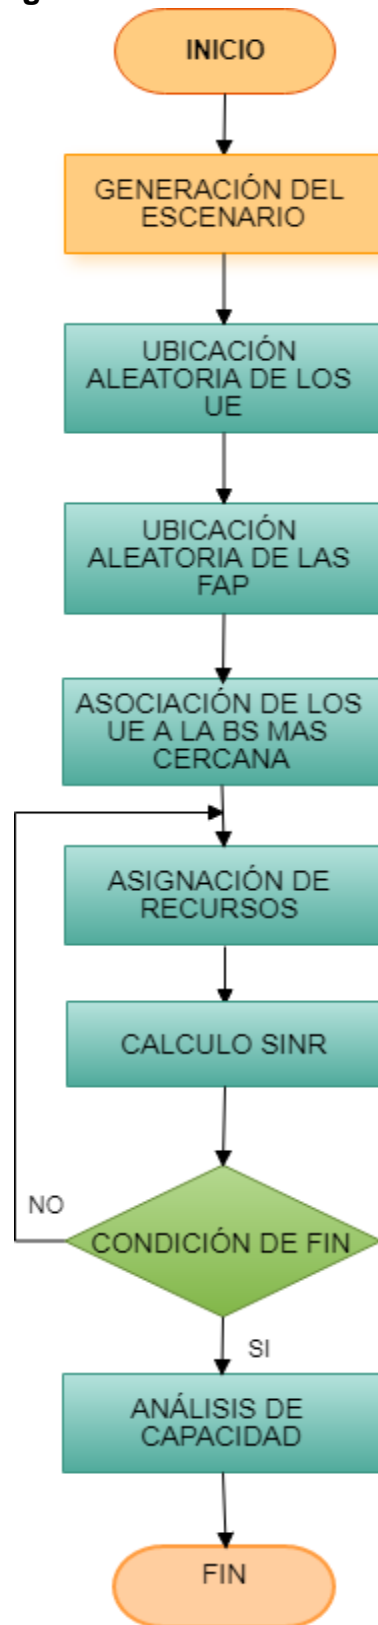 g
INICIO
GENERACIÓN DEL
ESCENARIO
UBICACIÓN
ALEATORIA DE LOS
UE
UBICACIÓN
ALEATORIA DE LAS
FAP
ASOCIACIÓN DE LOS
UE A LA BS MAS
CERCANA
ASIGNACIÓN DE
RECURSOS
CALCULO SINR
NO
CONDICIÓN DE FIN
SI
ANÁLISIS DE
CAPACIDAD
FIN